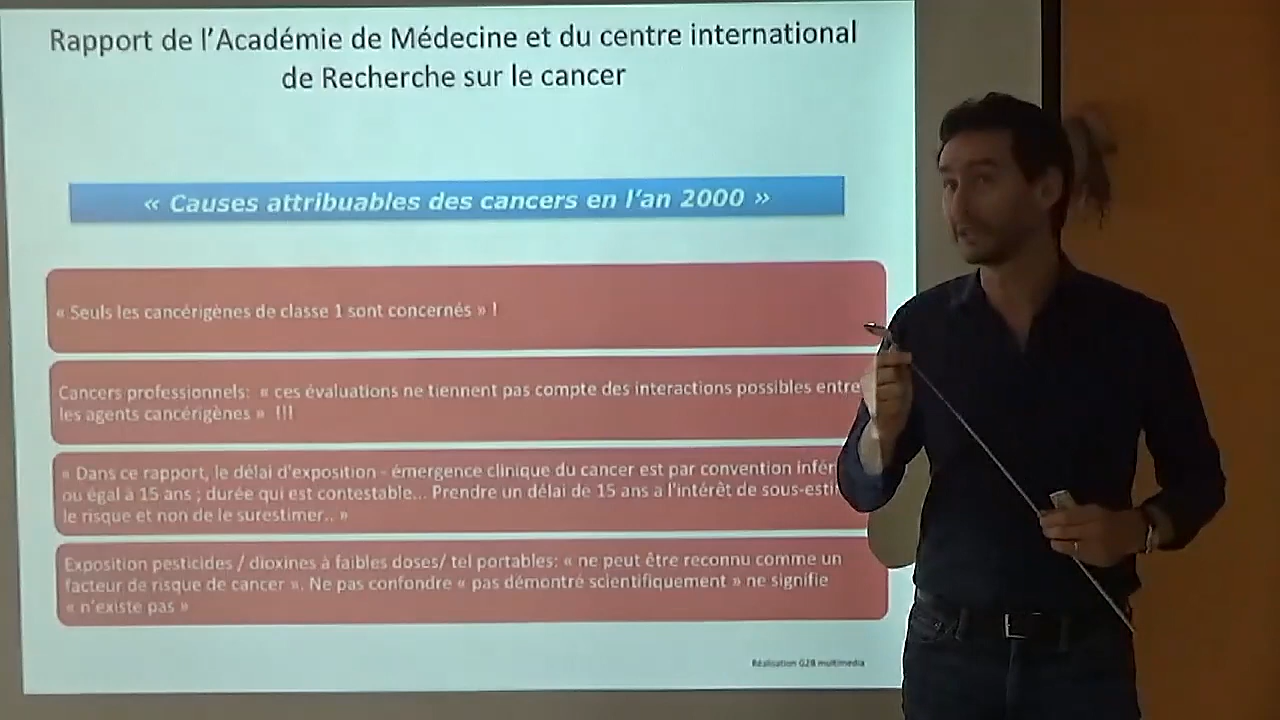 Rapport de l'Académie de Médecine et du centre international
de Recherche sur le cancer
« Causes attribuables des cancers en l'an 2000 »
« Seuls les cancérigènes de classe 1 sont concernés » !
Cancers professionnels: « ces évaluations ne tiennent pas compte des interactions possibles entre
les agents cancérigènes » !!!
« Dans ce rapport, le délai d'exposition - émergence clinique du cancer est par convention
ou égal à 15 ans ; durée qui est contestable... Prendre un délai de 15 ans a l'intérêt de
le risque et non de le surestimer.. »
Exposition pesticides / dioxines à faibles doses/ tel portables: « ne peut être reconnu comme un
facteur de risque de cancer ». Ne pas confondre « pas démontré scientifiquement » ne signifie
« n'existe pas »
Réalisation G2B multimedia